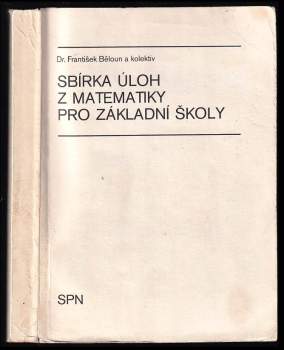 Dr. František Běloun a kolektiv
SBÍRKA ÚLOH
Z MATEMATIKY
PRO ZÁKLADNÍ ŠKOLY
SPN